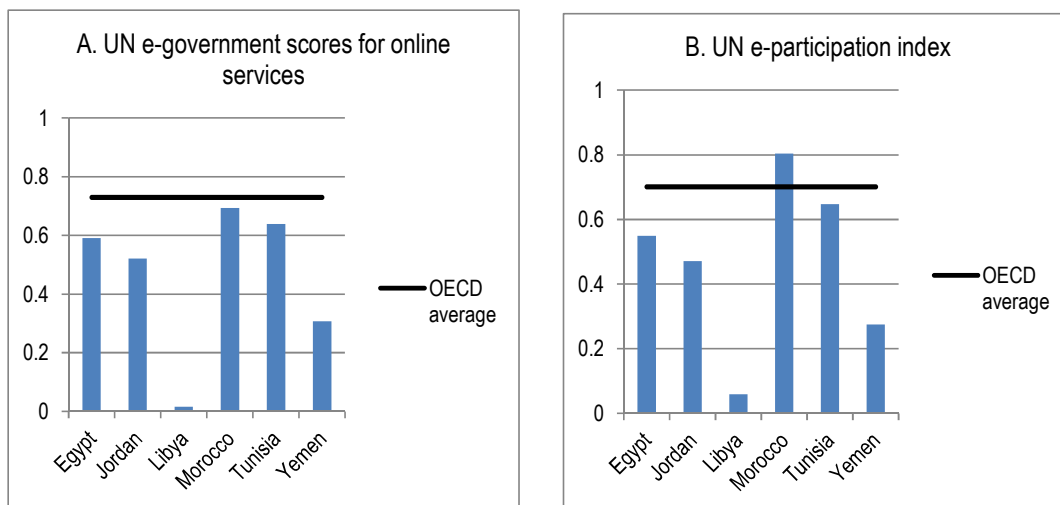 A. UN e-government scores for online
services
1
0.8
0.6
0.4
0.2
0
Egypt
Jordan
Libya
Morocco
Tunisia
Yemen
OECD
average
B. UN e-participation index
1
0.8
0.6
0.4
0.2
0
Egypt
Jordan
Libya
Morocco
Tunisia
Yemen
OECD
average